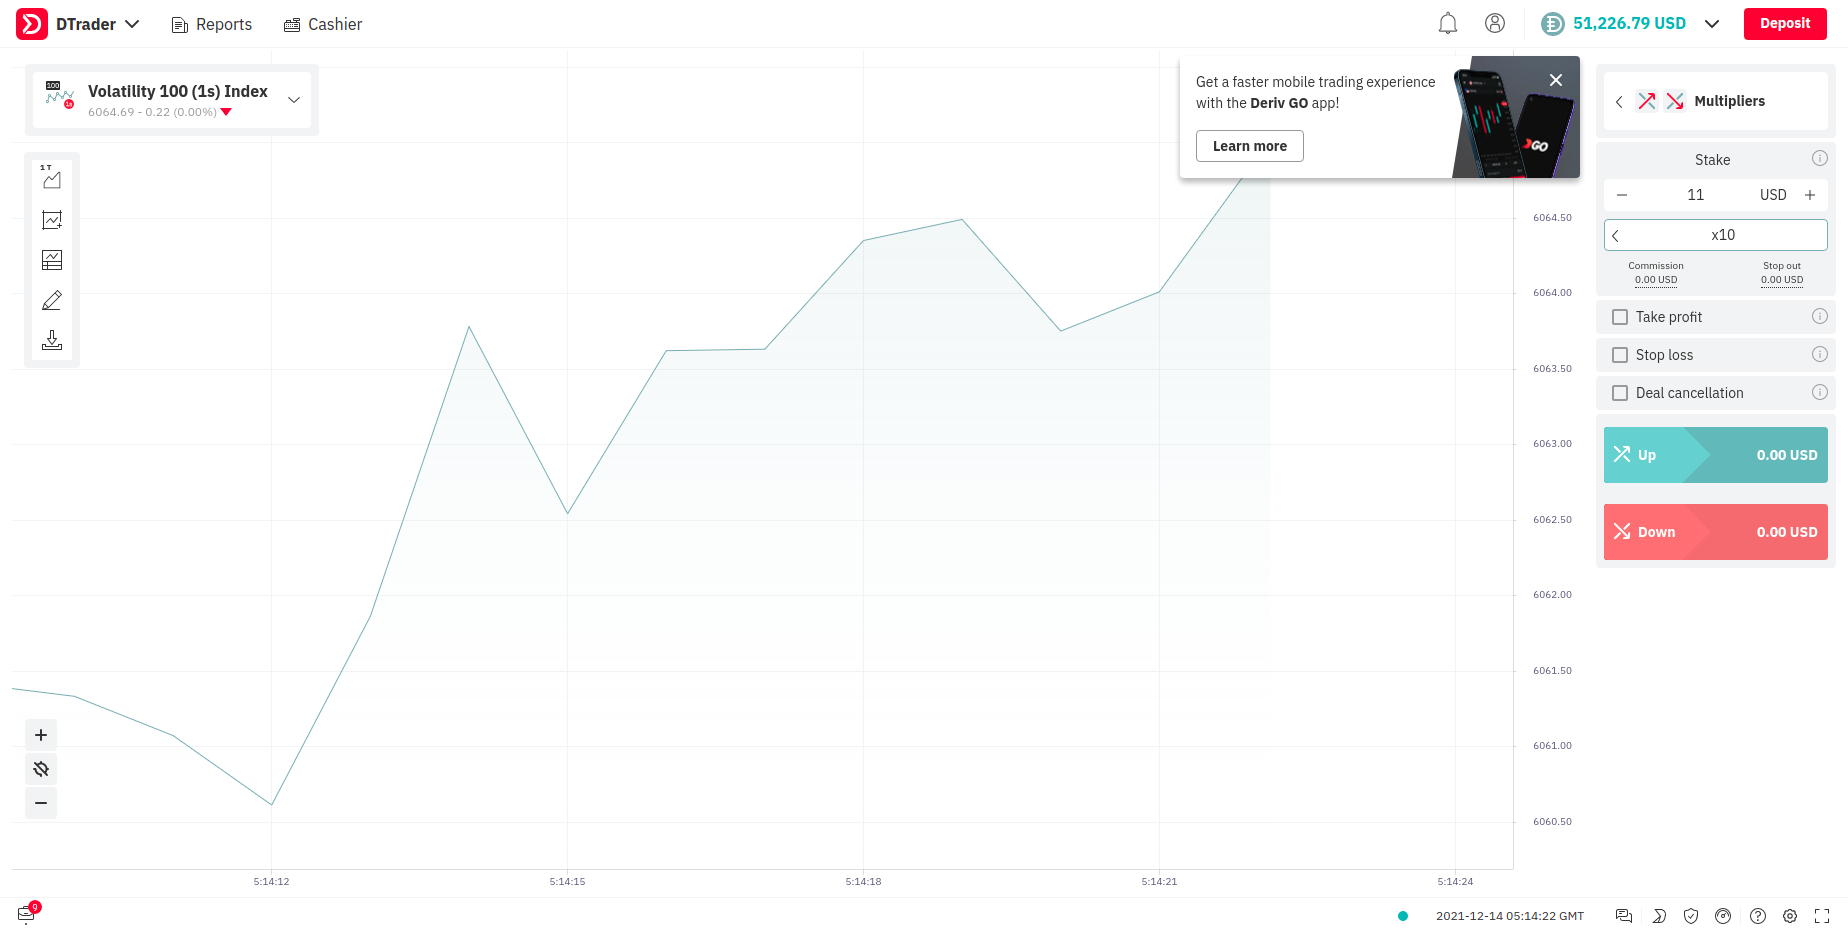 DTrader
Reports
Cashier
51,226.79 USD
Deposit
100
1s
Volatility 100 (1s) Index
6064.69 - 0.22 (0.00%)
Get a faster mobile trading experience
with the Deriv GO app!
Learn more
GO
1T
Multipliers
Stake
11
USD
x10
Commission
0.00 USD
Stop out
0.00 USD
Take profit
Stop loss
Deal cancellation
Up
0.00 USD
Down
0.00 USD
6064.50
6064.00
6063.50
6063.00
6062.50
6062.00
6061.50
6061.00
6060.50
5:14:12
5:14:15
5:14:18
5:14:21
5:14:24
9
2021-12-14 05:14:22 GMT